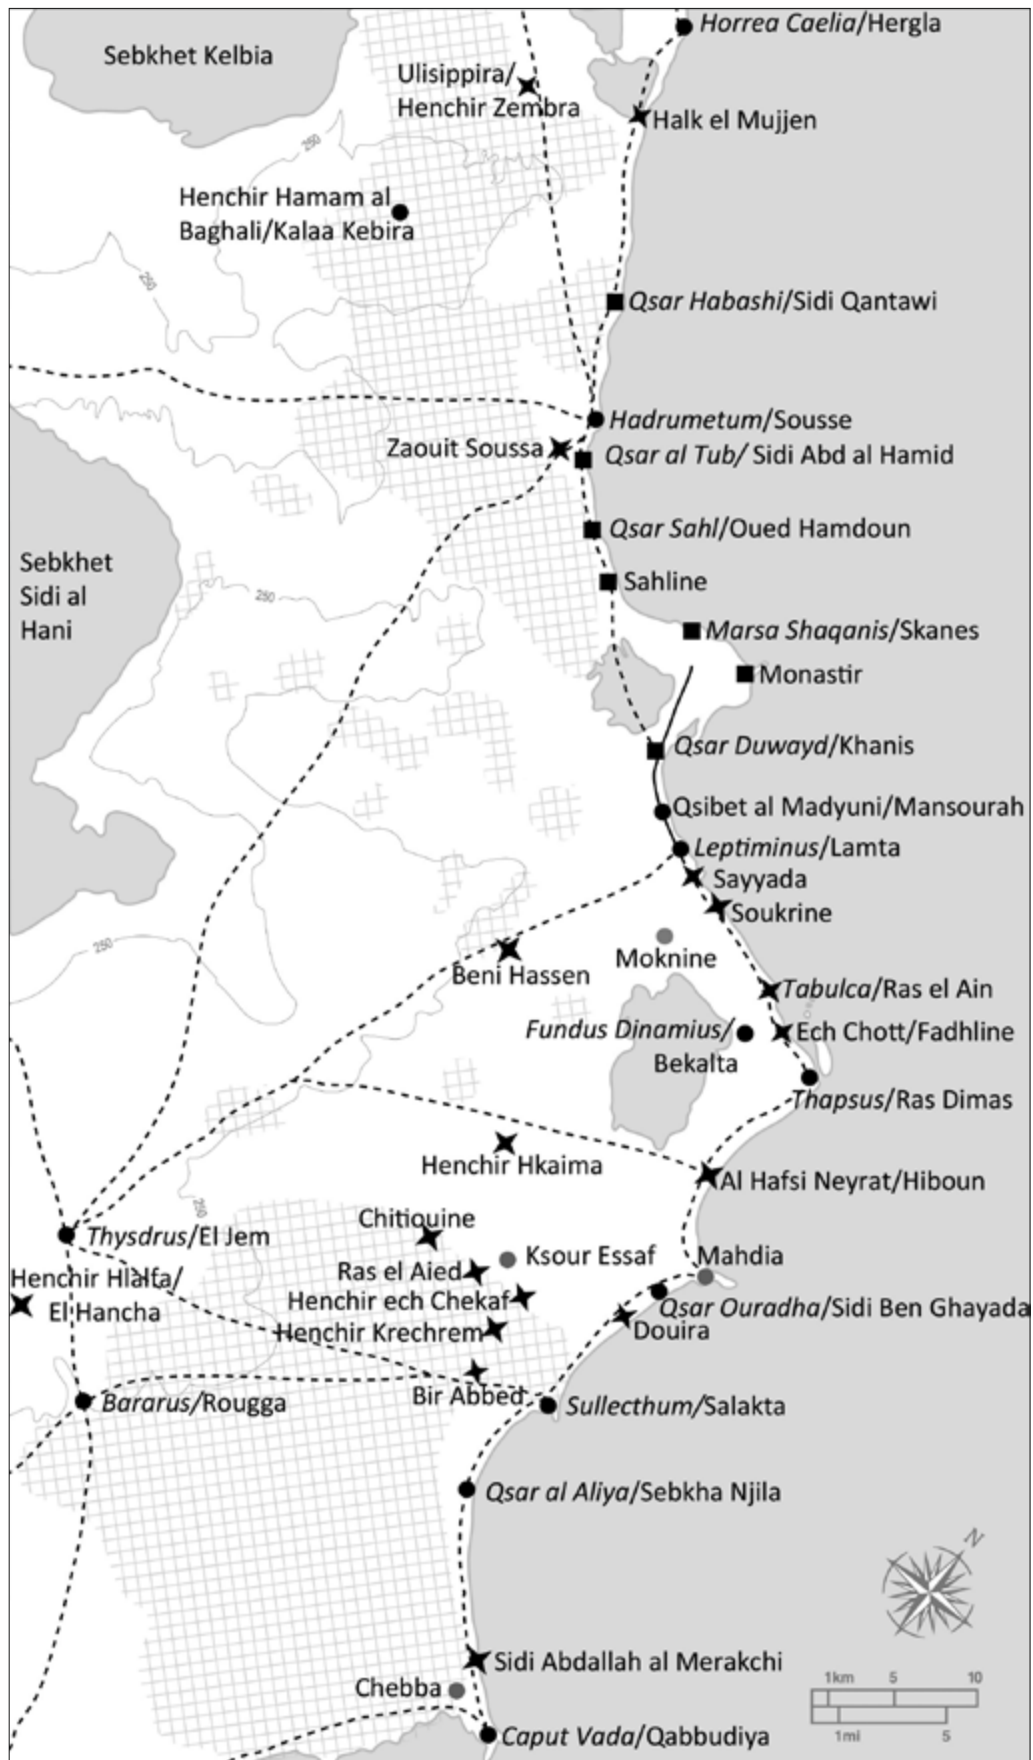 Horrea Caelia/Hergla
Sebkhet Kelbia
Ulisippira/
Henchir Zembra
Halk el Mujjen
250
Henchir Hamam al
Baghali/Kalaa Kebira
250
Qsar Habashi/Sidi Qantawi
Hadrumetum/Sousse
Zaouit Soussa
Qsar al Tub/ Sidi Abd al Hamid
Qsar Sahl/Oued Hamdoun
Sebkhet
Sidi al
Hani
Sahline
250
Marsa Shaqanis/Skanes
Monastir
Qsar Duwayd/Khanis
Qsibet al Madyuni/Mansourah
Leptiminus/Lamta
Sayyada
Soukrine
250
Moknine
Beni Hassen
Tabulca/Ras el Ain
Fundus Dinamius/
Bekalta
Ech Chott/Fadhline
Thapsus/Ras Dimas
Henchir Hkaima
Al Hafsi Neyrat/Hiboun
250
Chitiouine
Thysdrus/El Jem
Ksour Essaf
Mahdia
Ras el Aied
Henchir Hlalfa/
El Hancha
Henchir ech Chekaf
Qsar Ouradha/Sidi Ben Ghayada
Henchir Krechrem
Douira
Bir Abbed
Bararus/Rougga
Sullecthum/Salakta
Qsar al Aliya/Sebkha Njila
N
Sidi Abdallah al Merakchi
1km 5 10
Chebba
1mi 5
Caput Vada/Qabbudiya